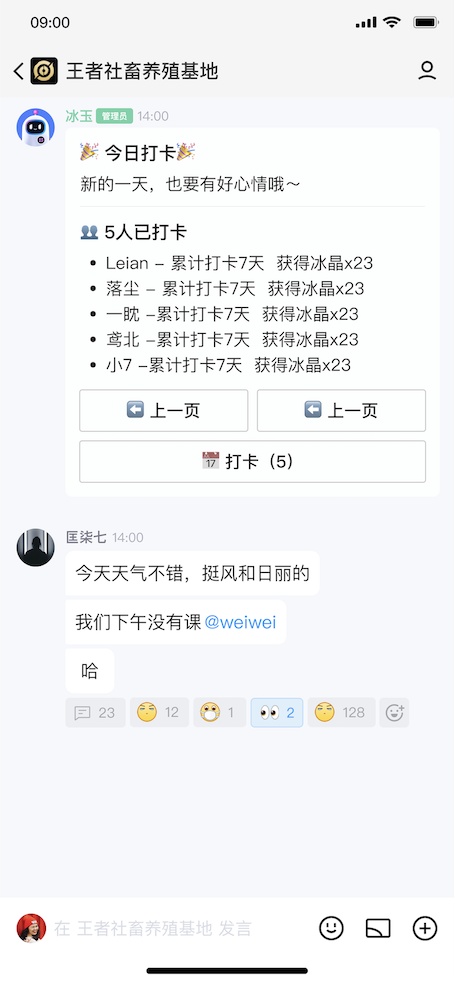 09:00
王者社畜养殖基地
冰玉 管理员 14:00
🎉 今日打卡🎉
新的一天，也要有好心情哦～
👥 5人已打卡
• Leian – 累计打卡7天 获得冰晶x23
• 落尘 – 累计打卡7天 获得冰晶x23
• 一眈 –累计打卡7天 获得冰晶x23
• 鸢北 –累计打卡7天 获得冰晶x23
• 小7 –累计打卡7天 获得冰晶x23
⬅️ 上一页 ⬅️ 上一页
📅 打卡（5）
匡柒七 14:00
今天天气不错，挺风和日丽的
我们下午没有课 @weiwei
哈
23 12 1 2 128
在 王者社畜养殖基地 发言